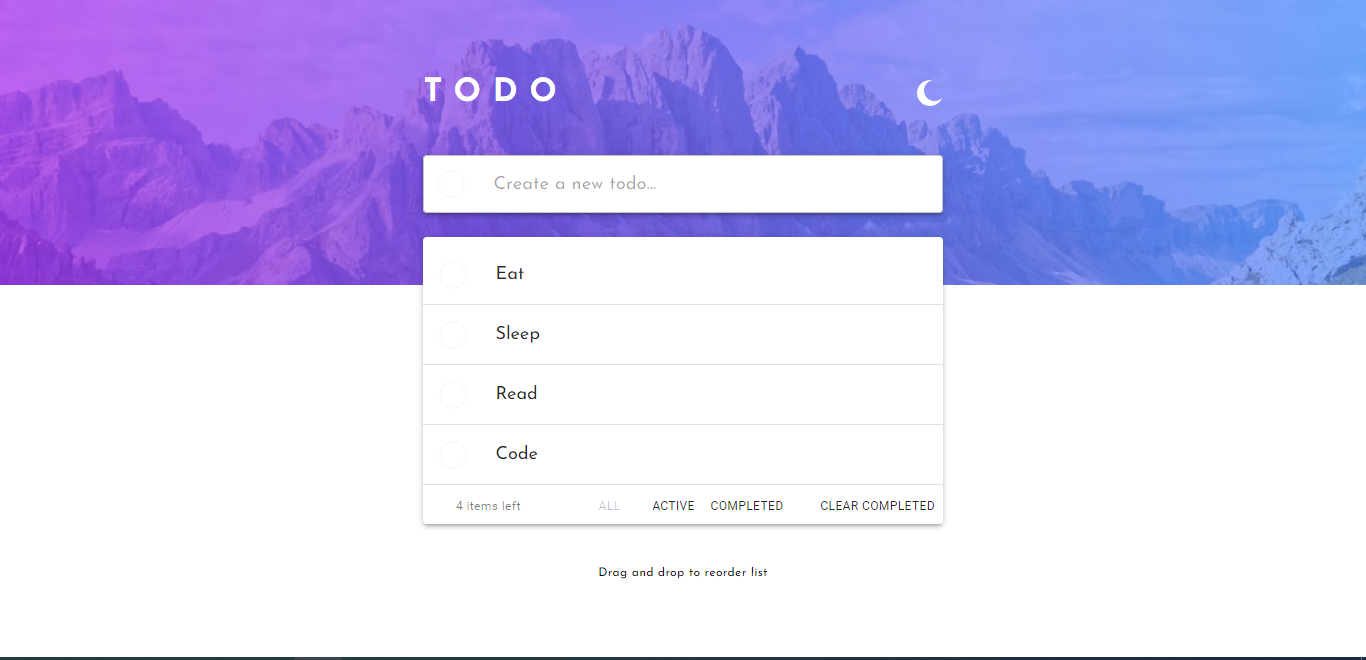 TODO
Create a new todo...
Eat
Sleep
Read
Code
4 items left ALL ACTIVE COMPLETED CLEAR COMPLETED
Drag and drop to reorder list